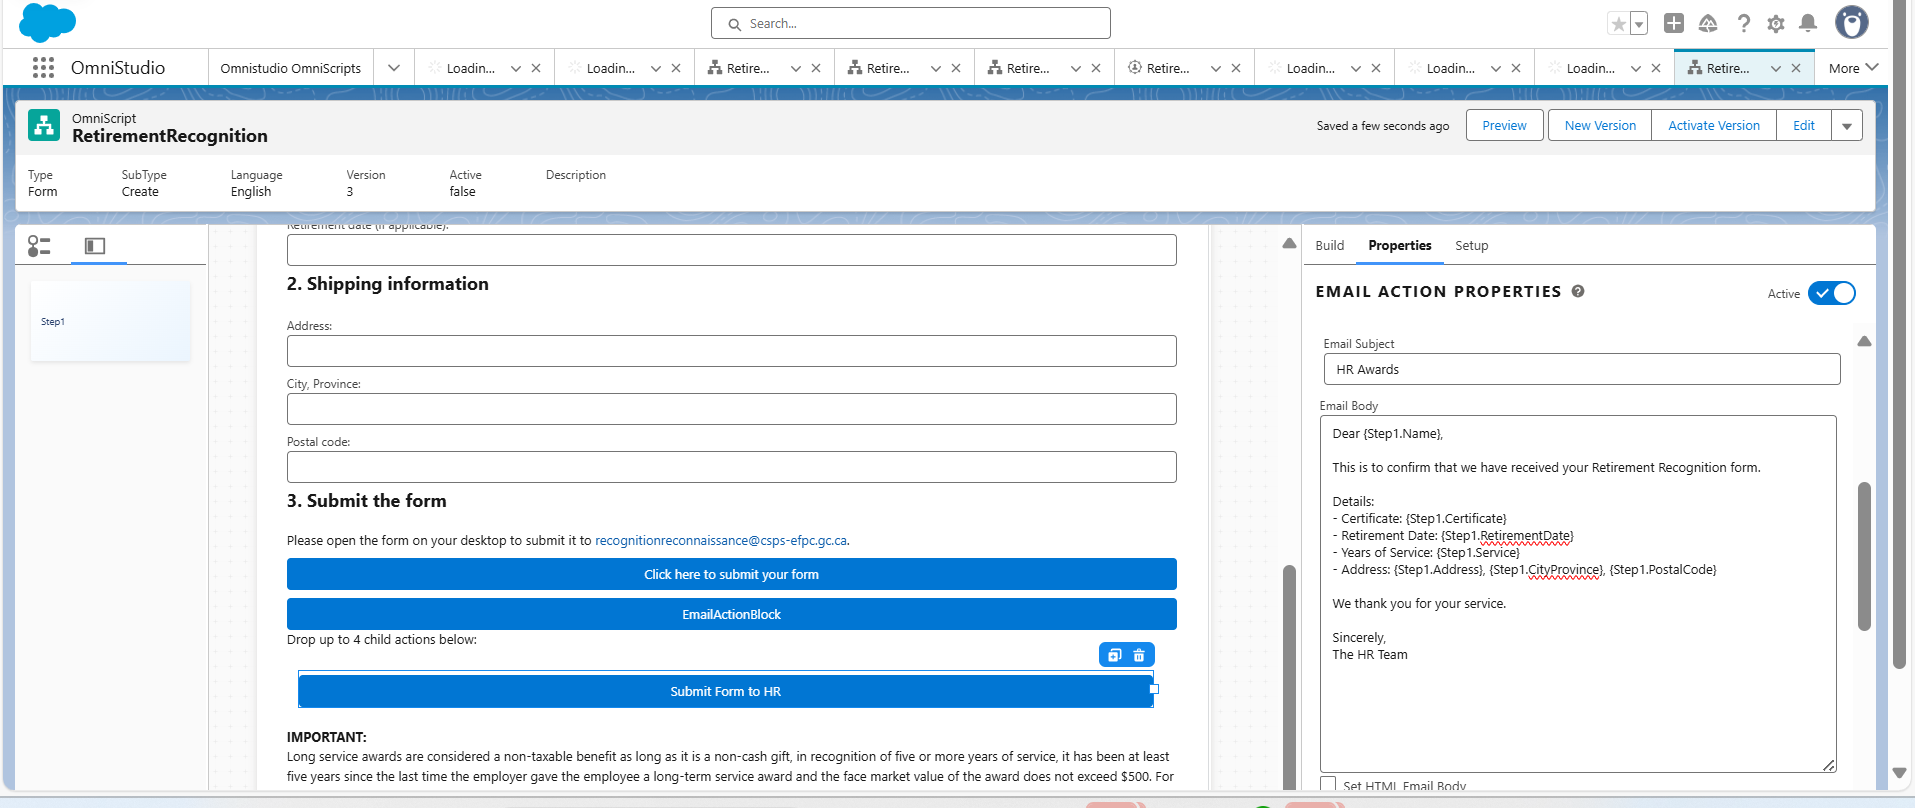 Search...
OmniStudio
Omnistudio OmniScripts
Loadin...
Loadin...
Retire...
Retire...
Retire...
Retire...
Loadin...
Loadin...
Loadin...
Retire...
More
OmniScript
RetirementRecognition
Saved a few seconds ago
Preview
New Version
Activate Version
Edit
Type
SubType
Language
Version
Active
Description
Form
Create
English
3
false
Step1
Retirement date (if applicable):
2. Shipping information
Address:
City, Province:
Postal code:
3. Submit the form
Please open the form on your desktop to submit it to recognitionreconnaissance@csps-efpc.gc.ca.
Click here to submit your form
EmailActionBlock
Drop up to 4 child actions below:
Submit Form to HR
IMPORTANT:
Long service awards are considered a non-taxable benefit as long as it is a non-cash gift, in recognition of five or more years of service, it has been at least
five years since the last time the employer gave the employee a long-term service award and the face market value of the award does not exceed $500. For
Build
Properties
Setup
EMAIL ACTION PROPERTIES
Active
Email Subject
HR Awards
Email Body
Dear {Step1.Name},
This is to confirm that we have received your Retirement Recognition form.
Details:
- Certificate: {Step1.Certificate}
- Retirement Date: {Step1.RetirementDate}
- Years of Service: {Step1.Service}
- Address: {Step1.Address}, {Step1.CityProvince}, {Step1.PostalCode}
We thank you for your service.
Sincerely,
The HR Team
Set HTML Email Body